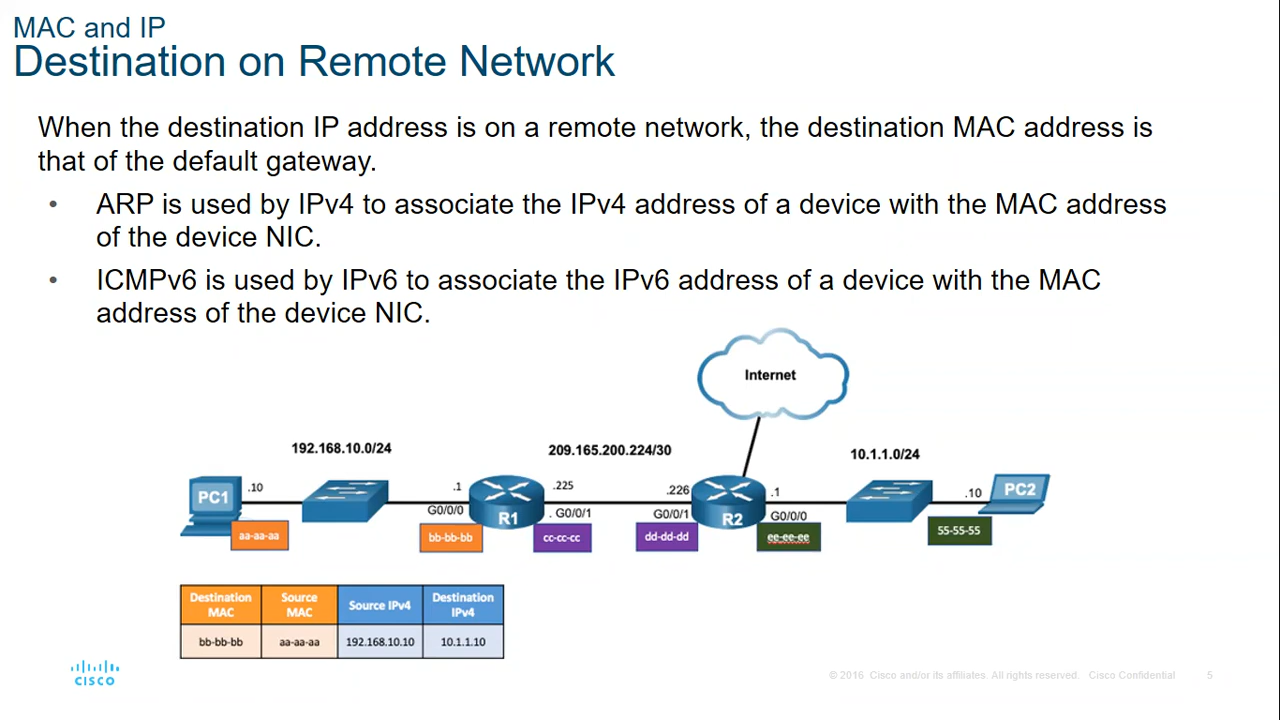 MAC and IP
Destination on Remote Network
When the destination IP address is on a remote network, the destination MAC address is
that of the default gateway.
• ARP is used by IPv4 to associate the IPv4 address of a device with the MAC address
of the device NIC.
• ICMPv6 is used by IPv6 to associate the IPv6 address of a device with the MAC
address of the device NIC.
Internet
192.168.10.0/24
209.165.200.224/30
10.1.1.0/24
PC1
.10
.1
G0/0/0
R1
.225
. G0/0/1
.226
G0/0/1
R2
.1
G0/0/0
.10
PC2
aa-aa-aa
bb-bb-bb
cc-cc-cc
dd-dd-dd
ee-ee-ee
55-55-55
Destination MAC
Source MAC
Source IPv4
Destination IPv4
bb-bb-bb
aa-aa-aa
192.168.10.10
10.1.1.10
CISCO
© 2016 Cisco and/or its affiliates. All rights reserved. Cisco Confidential
5